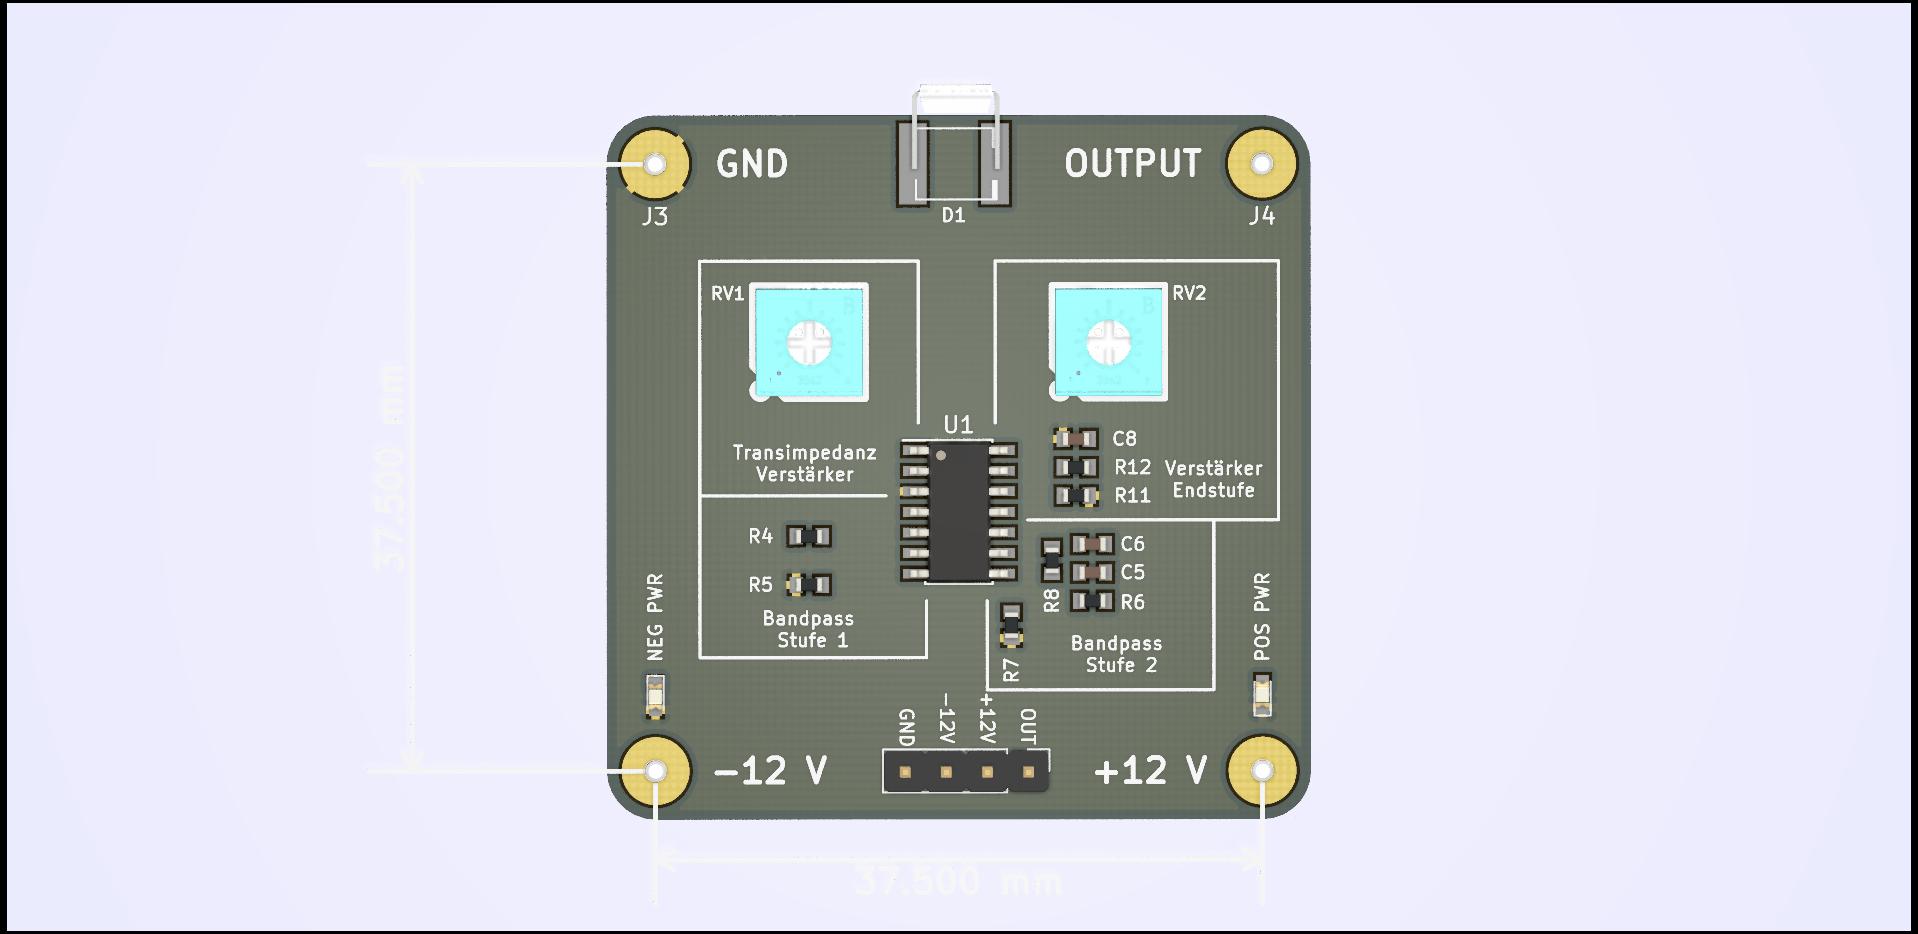 GND
OUTPUT
J3
D1
J4
RV1
RV2
B
B
3362
3362
U1
Transimpedanz
Verstärker
C8
R12
R11
Verstärker
Endstufe
37.500 mm
R4
R5
Bandpass
Stufe 1
C6
C5
R6
R8
R7
Bandpass
Stufe 2
NEG PWR
POS PWR
GND
-12V
+12V
OUT
-12 V
+12 V
37.500 mm